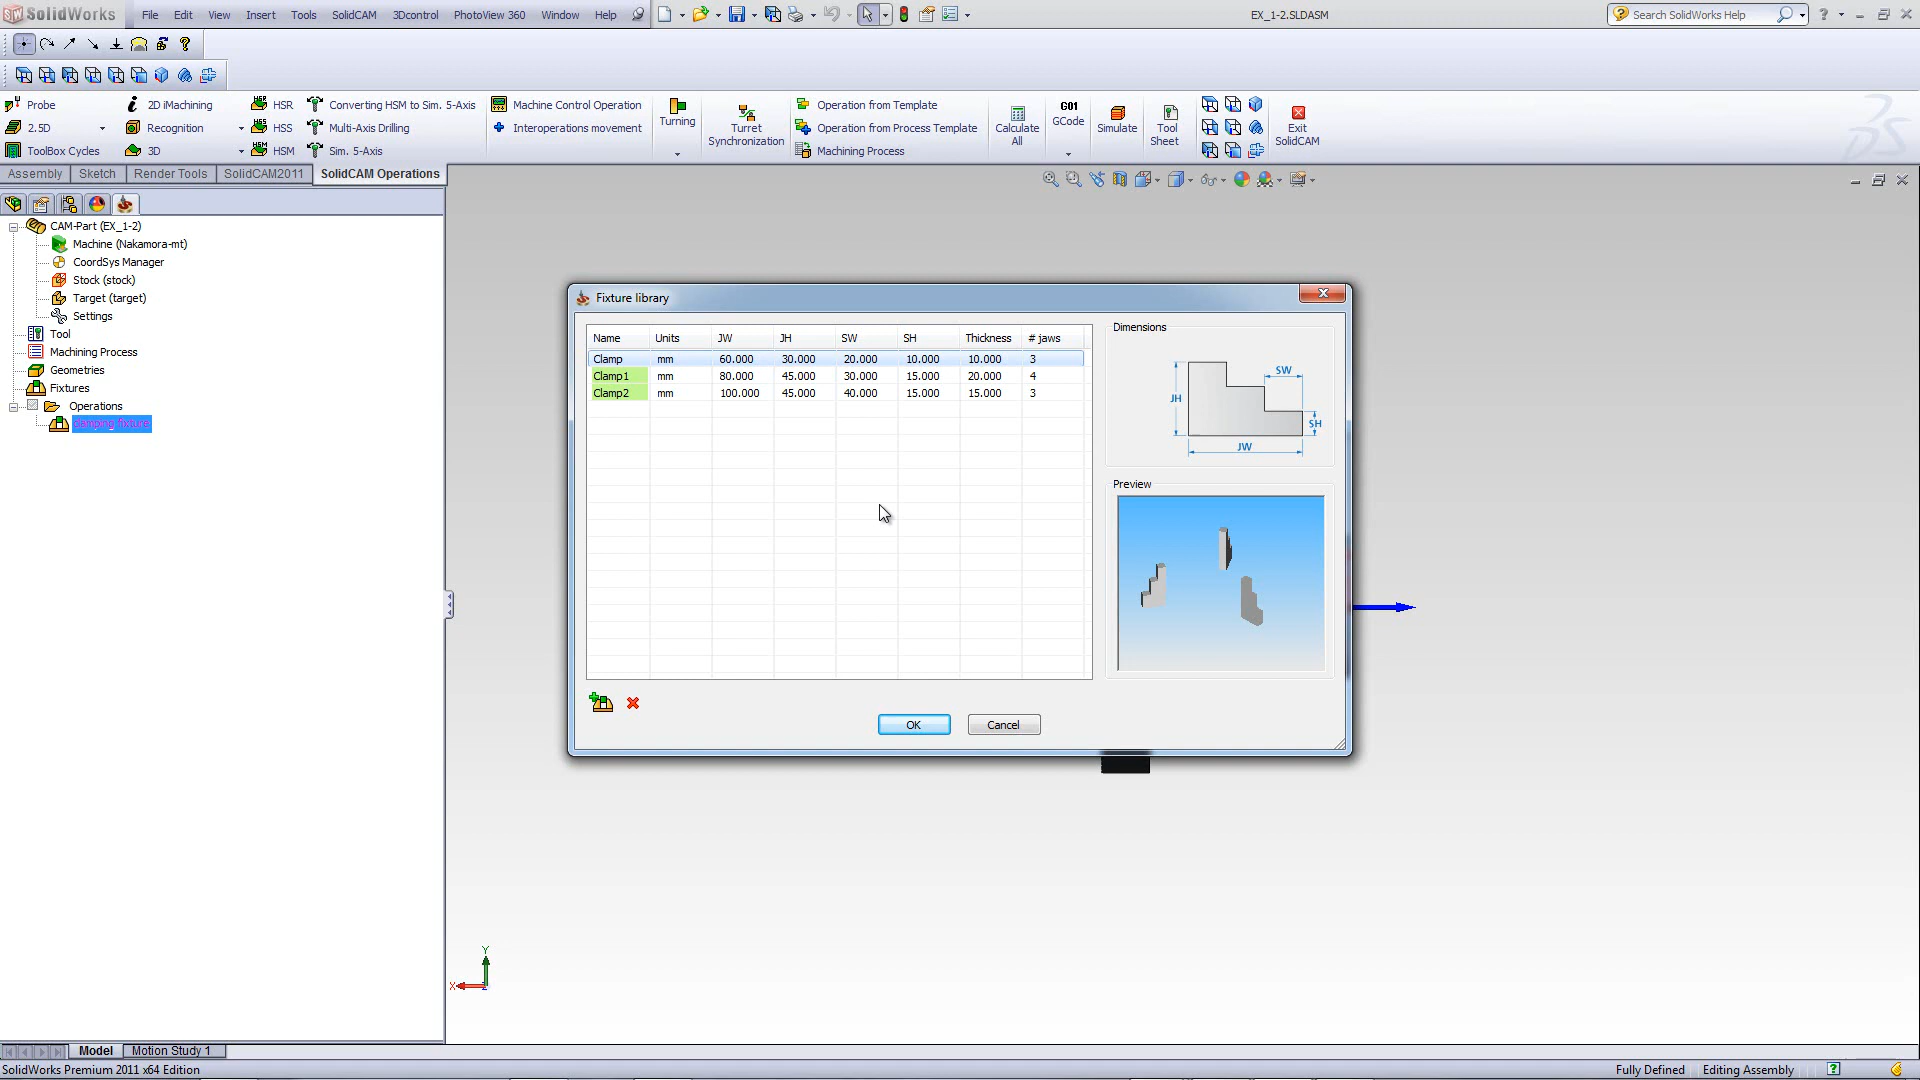 SolidWorks File Edit View Insert Tools SolidCAM 3Dcontrol PhotoView 360 Window Help EX_1-2.SLDASM Search SolidWorks Help
Probe 2D iMachining HSR Converting HSM to Sim. 5-Axis Machine Control Operation Operation from Template
2.5D Recognition HSS Multi-Axis Drilling Interoperations movement Operation from Process Template
ToolBox Cycles 3D HSM Sim. 5-Axis Machining Process
Turning
Turret
Synchronization
Calculate
All
G01
GCode
Simulate
Tool
Sheet
Exit
SolidCAM
Assembly Sketch Render Tools SolidCAM2011 SolidCAM Operations
CAM-Part (EX_1-2)
Machine (Nakamora-mt)
CoordSys Manager
Stock (stock)
Target (target)
Settings
Tool
Machining Process
Geometries
Fixtures
Operations
clamping fixture
Fixture library
Name Units JW JH SW SH Thickness # jaws
Clamp mm 60.000 30.000 20.000 10.000 10.000 3
Clamp1 mm 80.000 45.000 30.000 15.000 20.000 4
Clamp2 mm 100.000 45.000 40.000 15.000 15.000 3
Dimensions
SW
JH
SH
JW
Preview
OK Cancel
Y
X
Z
Model Motion Study 1
SolidWorks Premium 2011 x64 Edition Fully Defined Editing Assembly